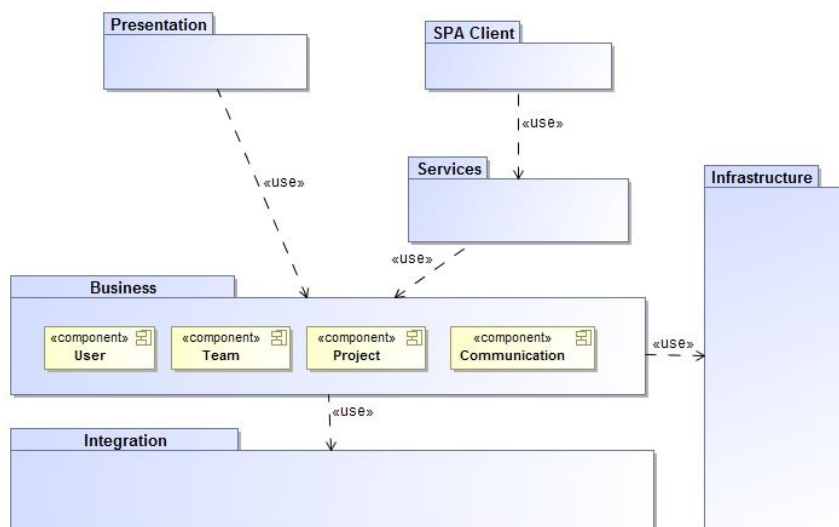 Presentation
SPA Client
«use»
«use»
Services
Infrastructure
«use»
Business
«component»
User
«component»
Team
«component»
Project
«component»
Communication
«use»
«use»
Integration